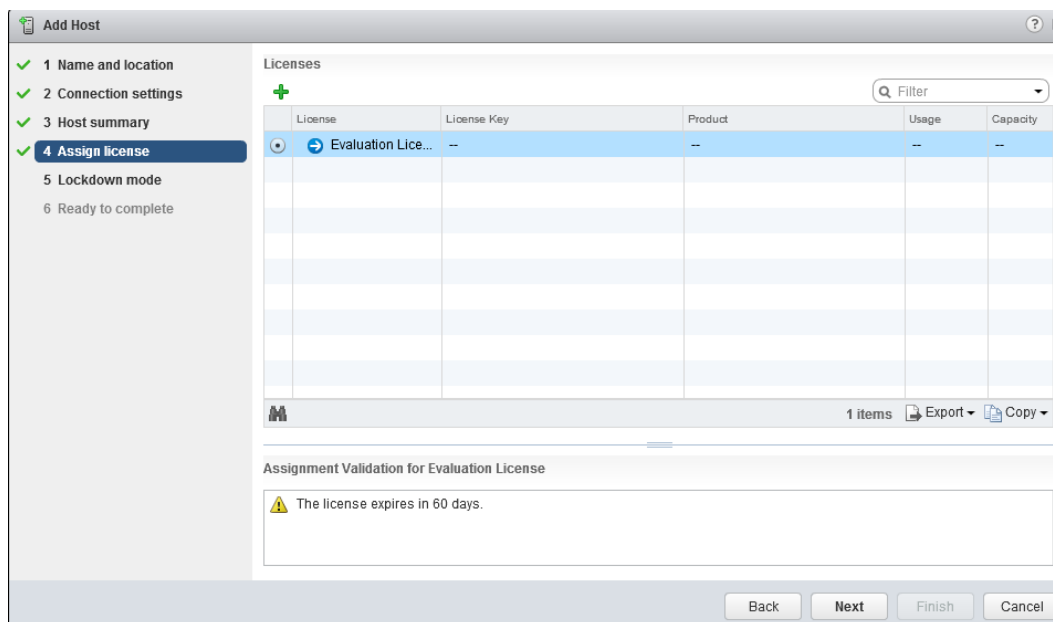 Add Host
?
1 Name and location
2 Connection settings
3 Host summary
4 Assign license
5 Lockdown mode
6 Ready to complete
Licenses
Filter
License License Key Product Usage Capacity
Evaluation Lice... -- -- -- --
1 items Export Copy
Assignment Validation for Evaluation License
The license expires in 60 days.
Back Next Finish Cancel